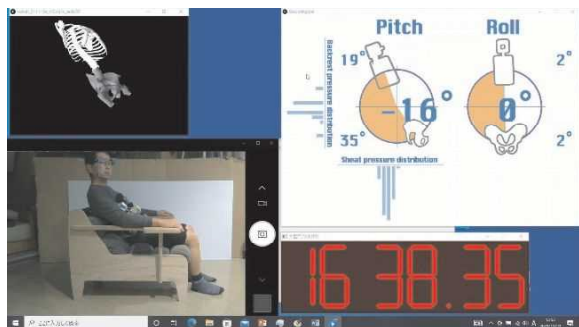 Pitch
Roll
19°
2°
Backrest pressure distribution
-16°
0°
35°
2°
Sheat pressure distribution
16 38.35